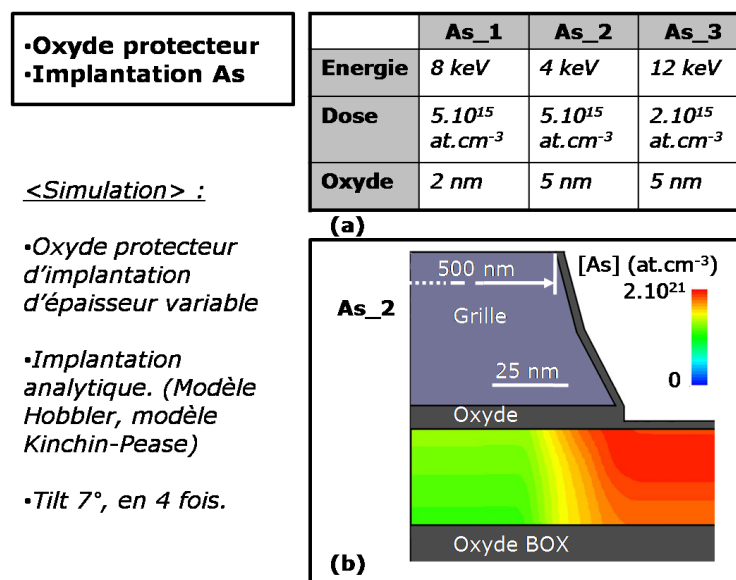 •Oxyde protecteur
•Implantation As
<Simulation> :
•Oxyde protecteur
d'implantation
d'épaisseur variable
•Implantation
analytique. (Modèle
Hobbler, modèle
Kinchin-Pease)
•Tilt 7°, en 4 fois.
As_1 As_2 As_3
Energie 8 keV 4 keV 12 keV
Dose 5.10¹⁵ at.cm⁻³ 5.10¹⁵ at.cm⁻³ 2.10¹⁵ at.cm⁻³
Oxyde 2 nm 5 nm 5 nm
(a)
500 nm
[As] (at.cm⁻³)
2.10²¹
As_2
Grille
25 nm
0
Oxyde
Oxyde BOX
(b)